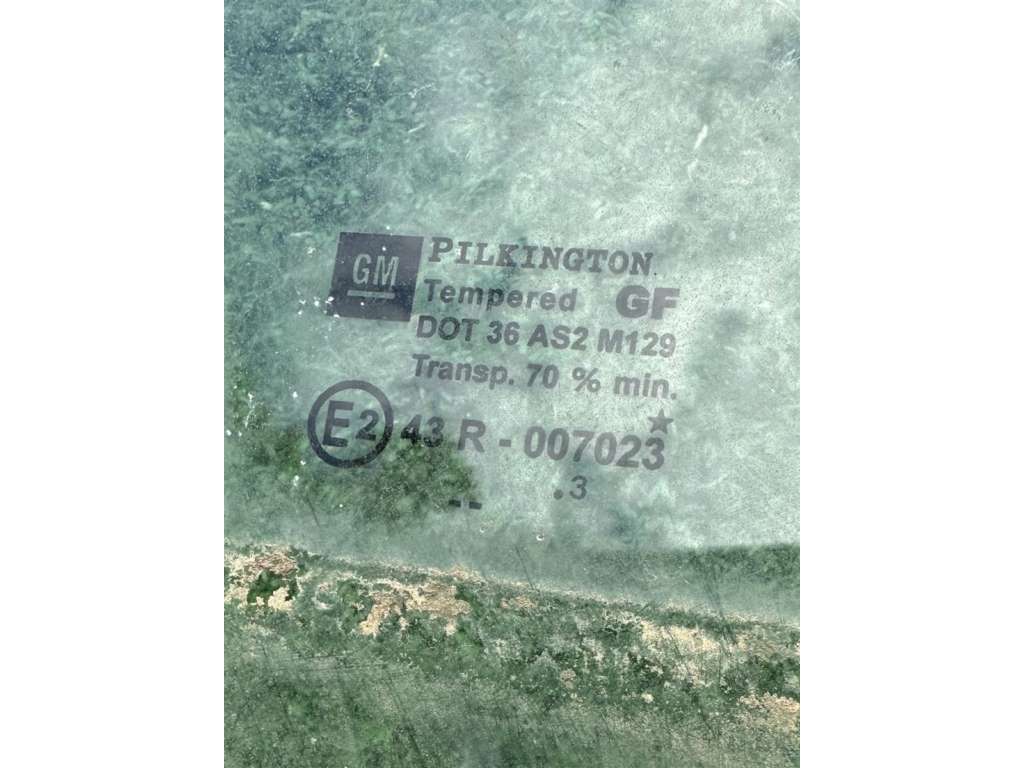 GM
PILKINGTON
Tempered GF
DOT 36 AS2 M129
Transp. 70 % min.
E2 43 R - 007023
-- .3